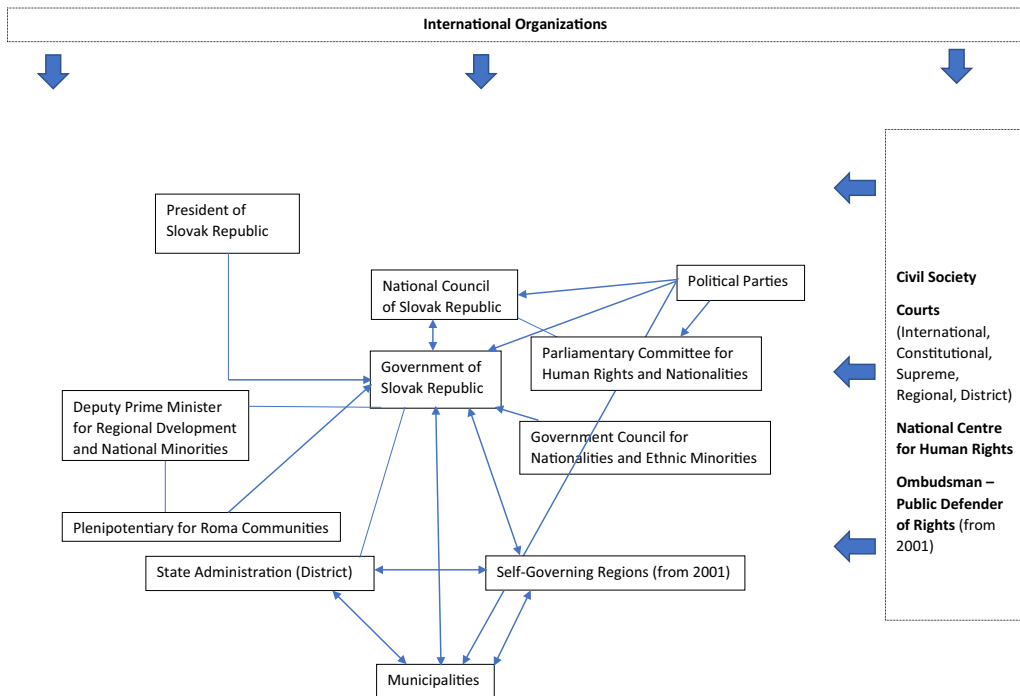 International Organizations
President of
Slovak Republic
National Council
of Slovak Republic
Political Parties
Government of
Slovak Republic
Parliamentary Committee for
Human Rights and Nationalities
Deputy Prime Minister
for Regional Dvelopment
and National Minorities
Government Council for
Nationalities and Ethnic Minorities
Plenipotentiary for Roma Communities
State Administration (District)
Self-Governing Regions (from 2001)
Municipalities
Civil Society
Courts
(International,
Constitutional,
Supreme,
Regional, District)
National Centre
for Human Rights
Ombudsman –
Public Defender
of Rights (from
2001)